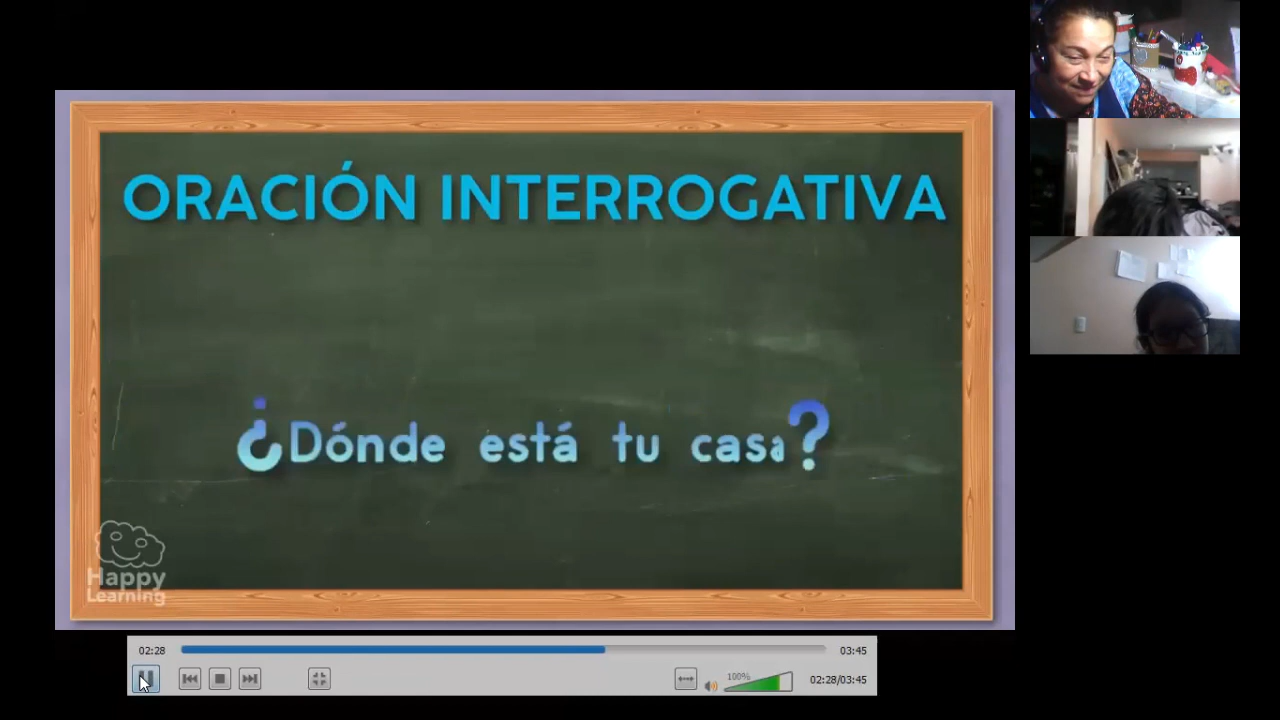 ORACIÓN INTERROGATIVA
¿Dónde está tu casa?
Happy
Learning
02:28
03:45
100%
02:28/03:45